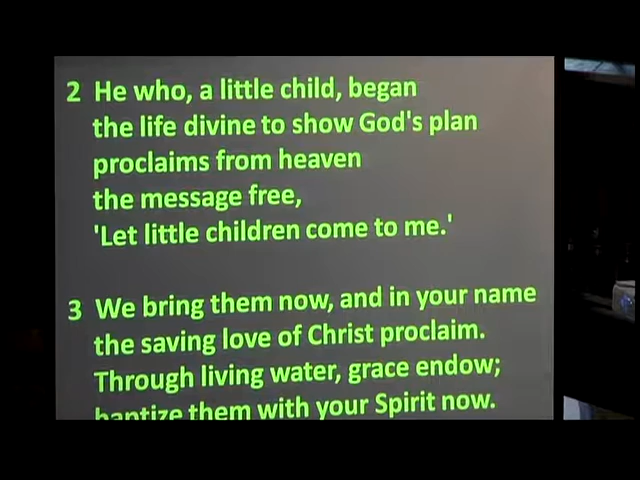 2 He who, a little child, began
the life divine to show God's plan
proclaims from heaven
the message free,
'Let little children come to me.'
3 We bring them now, and in your name
the saving love of Christ proclaim.
Through living water, grace endow;
baptize them with your Spirit now.